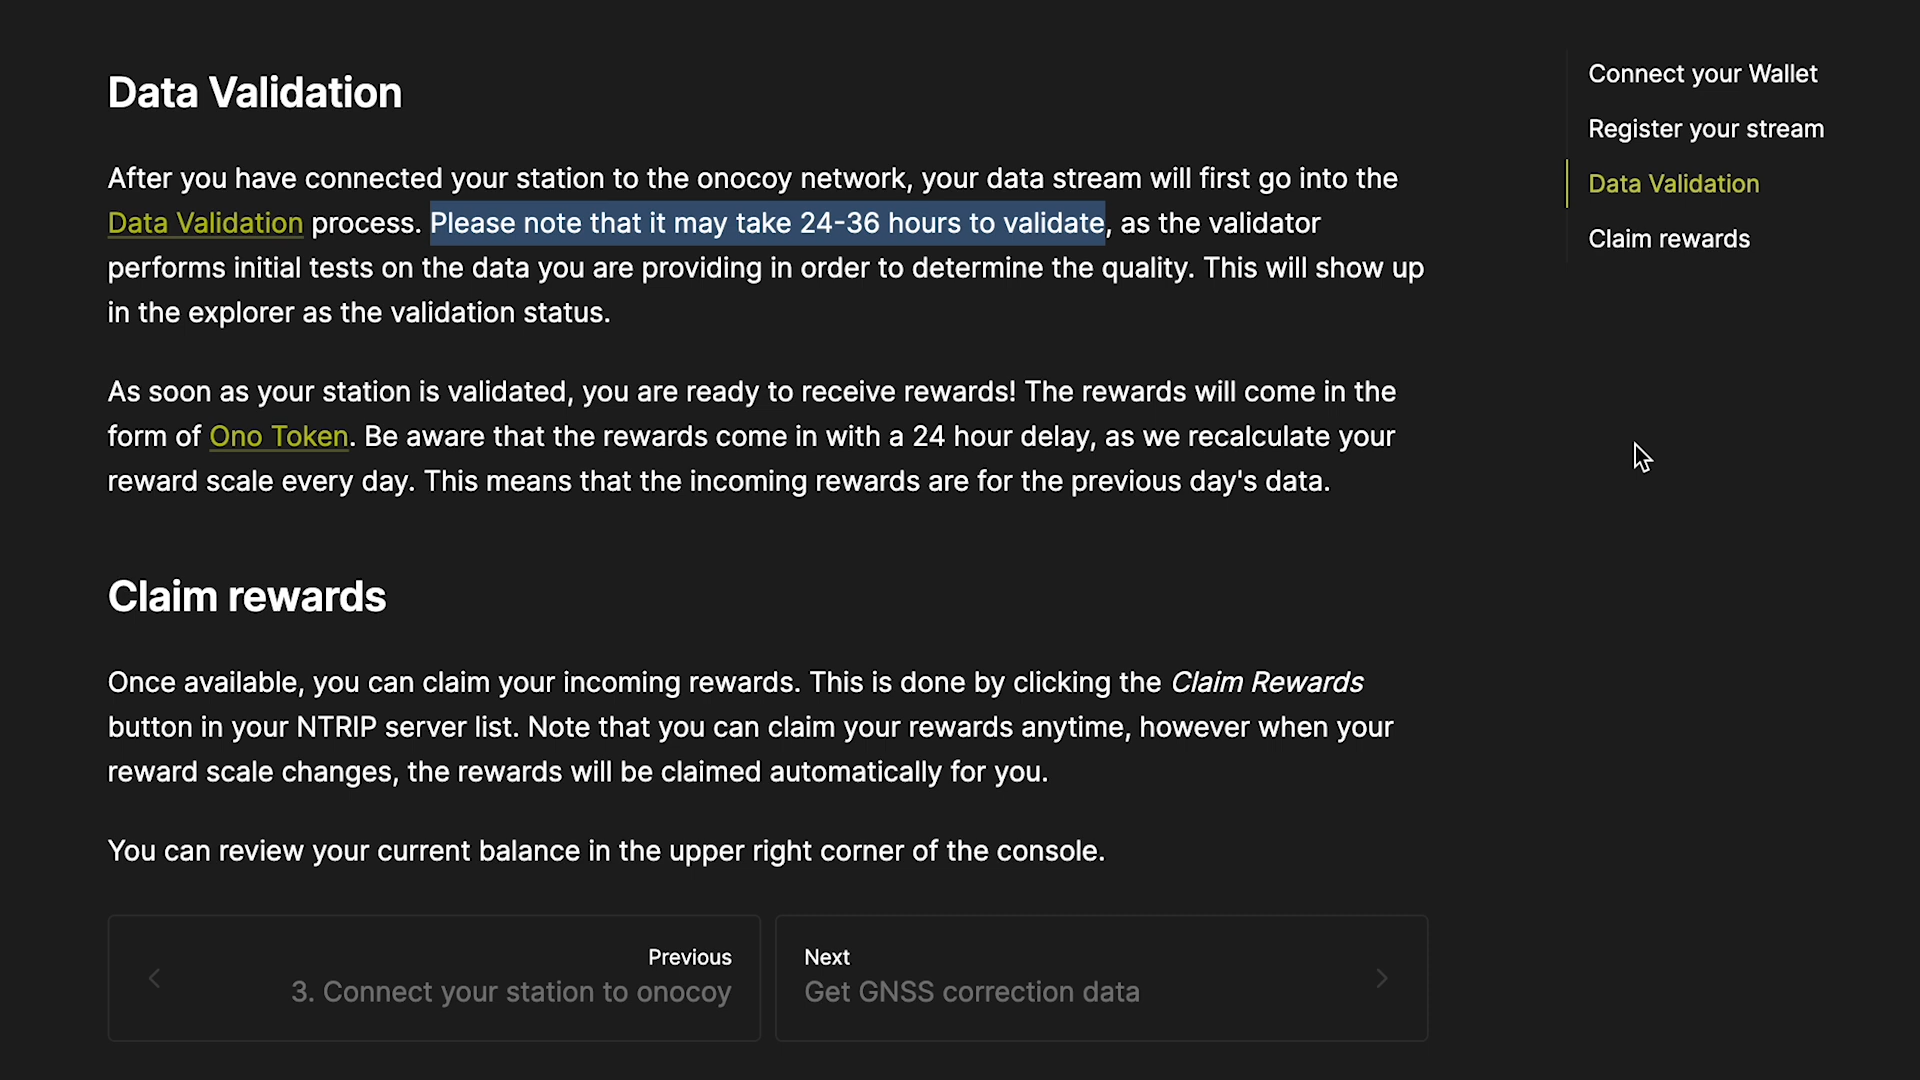 Data Validation
After you have connected your station to the onocoy network, your data stream will first go into the
Data Validation process. Please note that it may take 24-36 hours to validate, as the validator
performs initial tests on the data you are providing in order to determine the quality. This will show up
in the explorer as the validation status.
As soon as your station is validated, you are ready to receive rewards! The rewards will come in the
form of Ono Token. Be aware that the rewards come in with a 24 hour delay, as we recalculate your
reward scale every day. This means that the incoming rewards are for the previous day's data.
Claim rewards
Once available, you can claim your incoming rewards. This is done by clicking the Claim Rewards
button in your NTRIP server list. Note that you can claim your rewards anytime, however when your
reward scale changes, the rewards will be claimed automatically for you.
You can review your current balance in the upper right corner of the console.
Previous
3. Connect your station to onocoy
Next
Get GNSS correction data
Connect your Wallet
Register your stream
Data Validation
Claim rewards